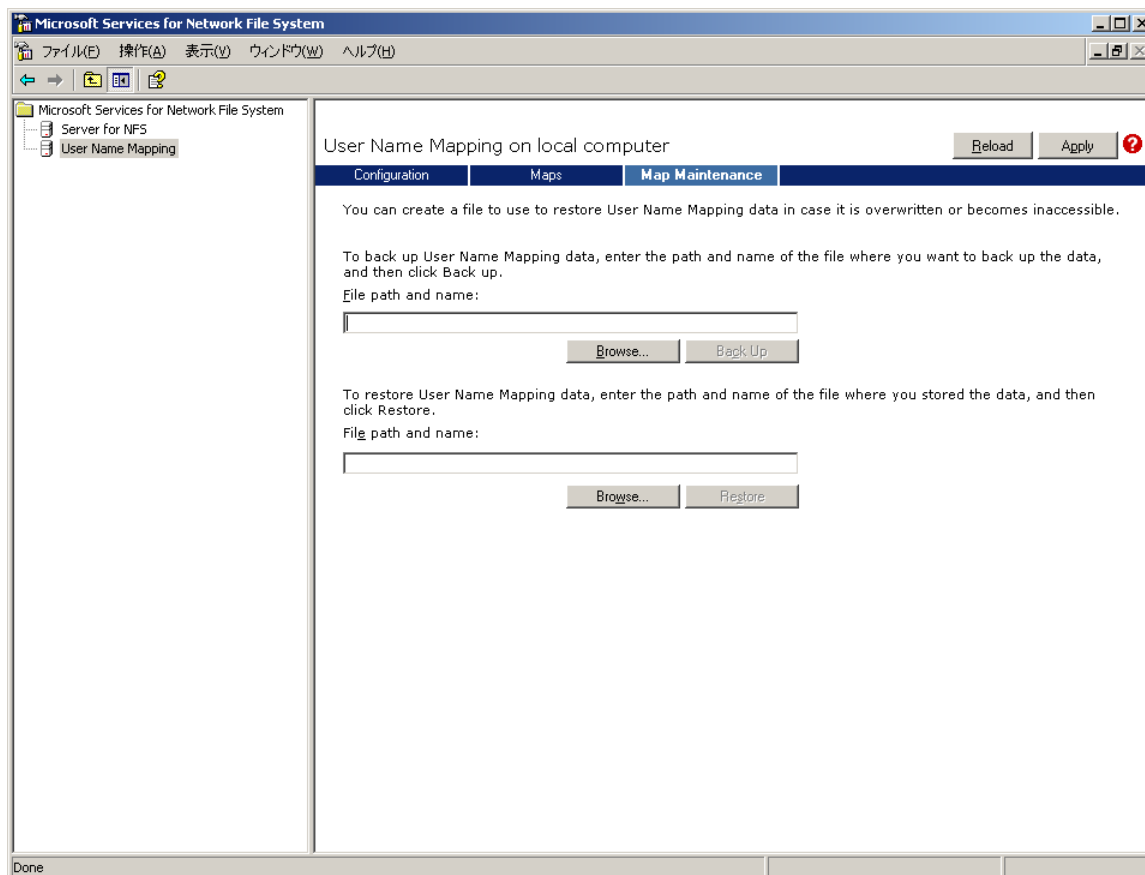 Microsoft Services for Network File System
ファイル(F) 操作(A) 表示(V) ウィンドウ(W) ヘルプ(H)
Microsoft Services for Network File System
Server for NFS
User Name Mapping
User Name Mapping on local computer
Reload Apply
Configuration Maps Map Maintenance
You can create a file to use to restore User Name Mapping data in case it is overwritten or becomes inaccessible.
To back up User Name Mapping data, enter the path and name of the file where you want to back up the data,
and then click Back up.
File path and name:
Browse... Back Up
To restore User Name Mapping data, enter the path and name of the file where you stored the data, and then
click Restore.
File path and name:
Browse... Restore
Done